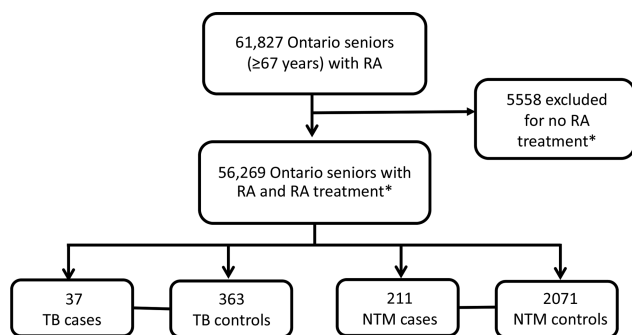 61,827 Ontario seniors
(≥67 years) with RA
5558 excluded
for no RA
treatment*
56,269 Ontario seniors with
RA and RA treatment*
37
TB cases
363
TB controls
211
NTM cases
2071
NTM controls